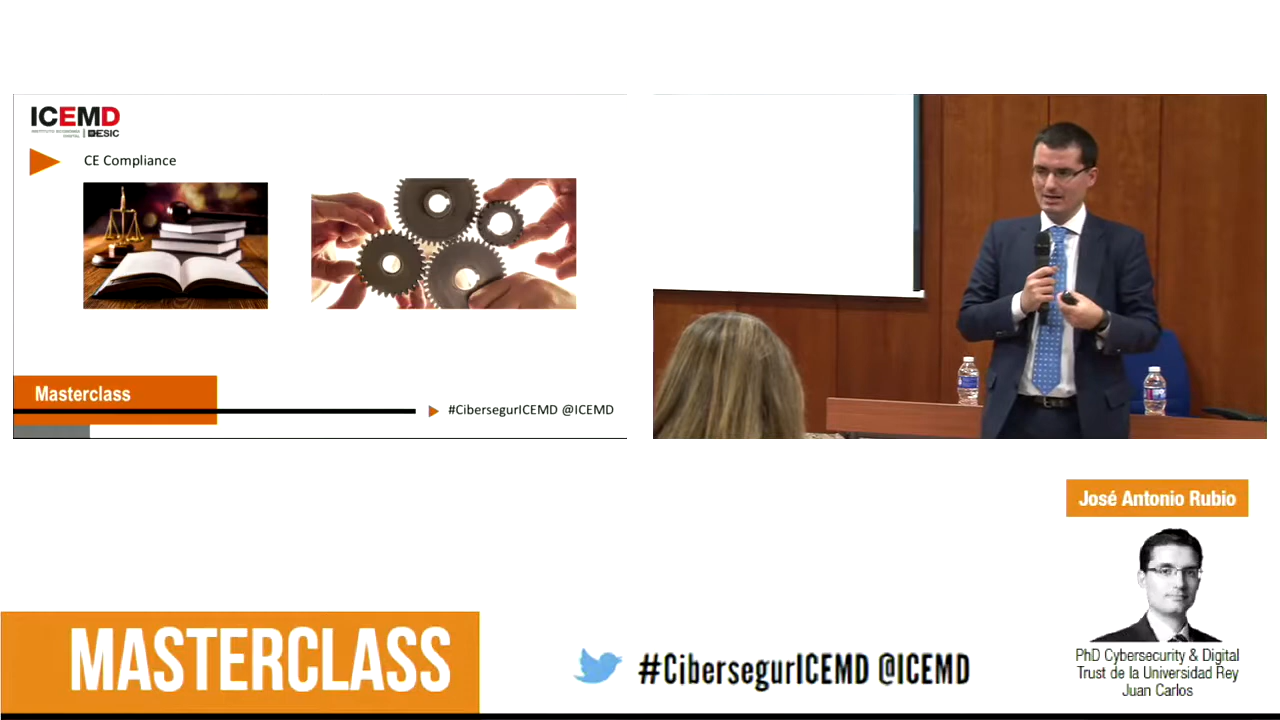 ICEMD
INSTITUTO ECONOMÍA
DIGITAL | ESIC
CE Compliance
Masterclass
#CibersegurICEMD @ICEMD
José Antonio Rubio
PhD Cybersecurity & Digital
Trust de la Universidad Rey
Juan Carlos
MASTERCLASS
#CibersegurICEMD @ICEMD